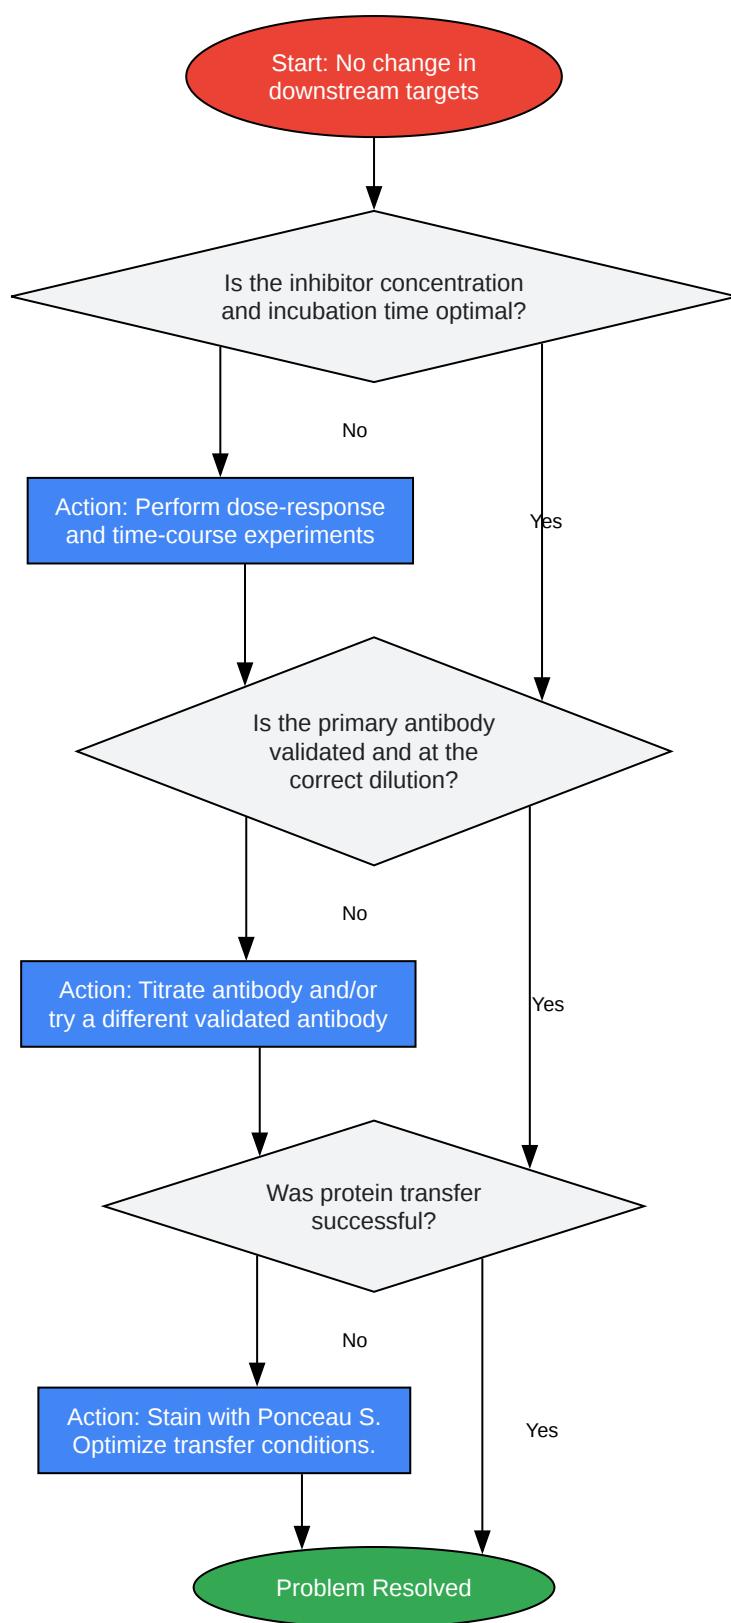 Start: No change in
downstream targets
Is the inhibitor concentration
and incubation time optimal?
No
Action: Perform dose-response
and time-course experiments
Yes
Is the primary antibody
validated and at the
correct dilution?
No
Action: Titrate antibody and/or
try a different validated antibody
Yes
Was protein transfer
successful?
No
Action: Stain with Ponceau S.
Optimize transfer conditions.
Yes
Problem Resolved